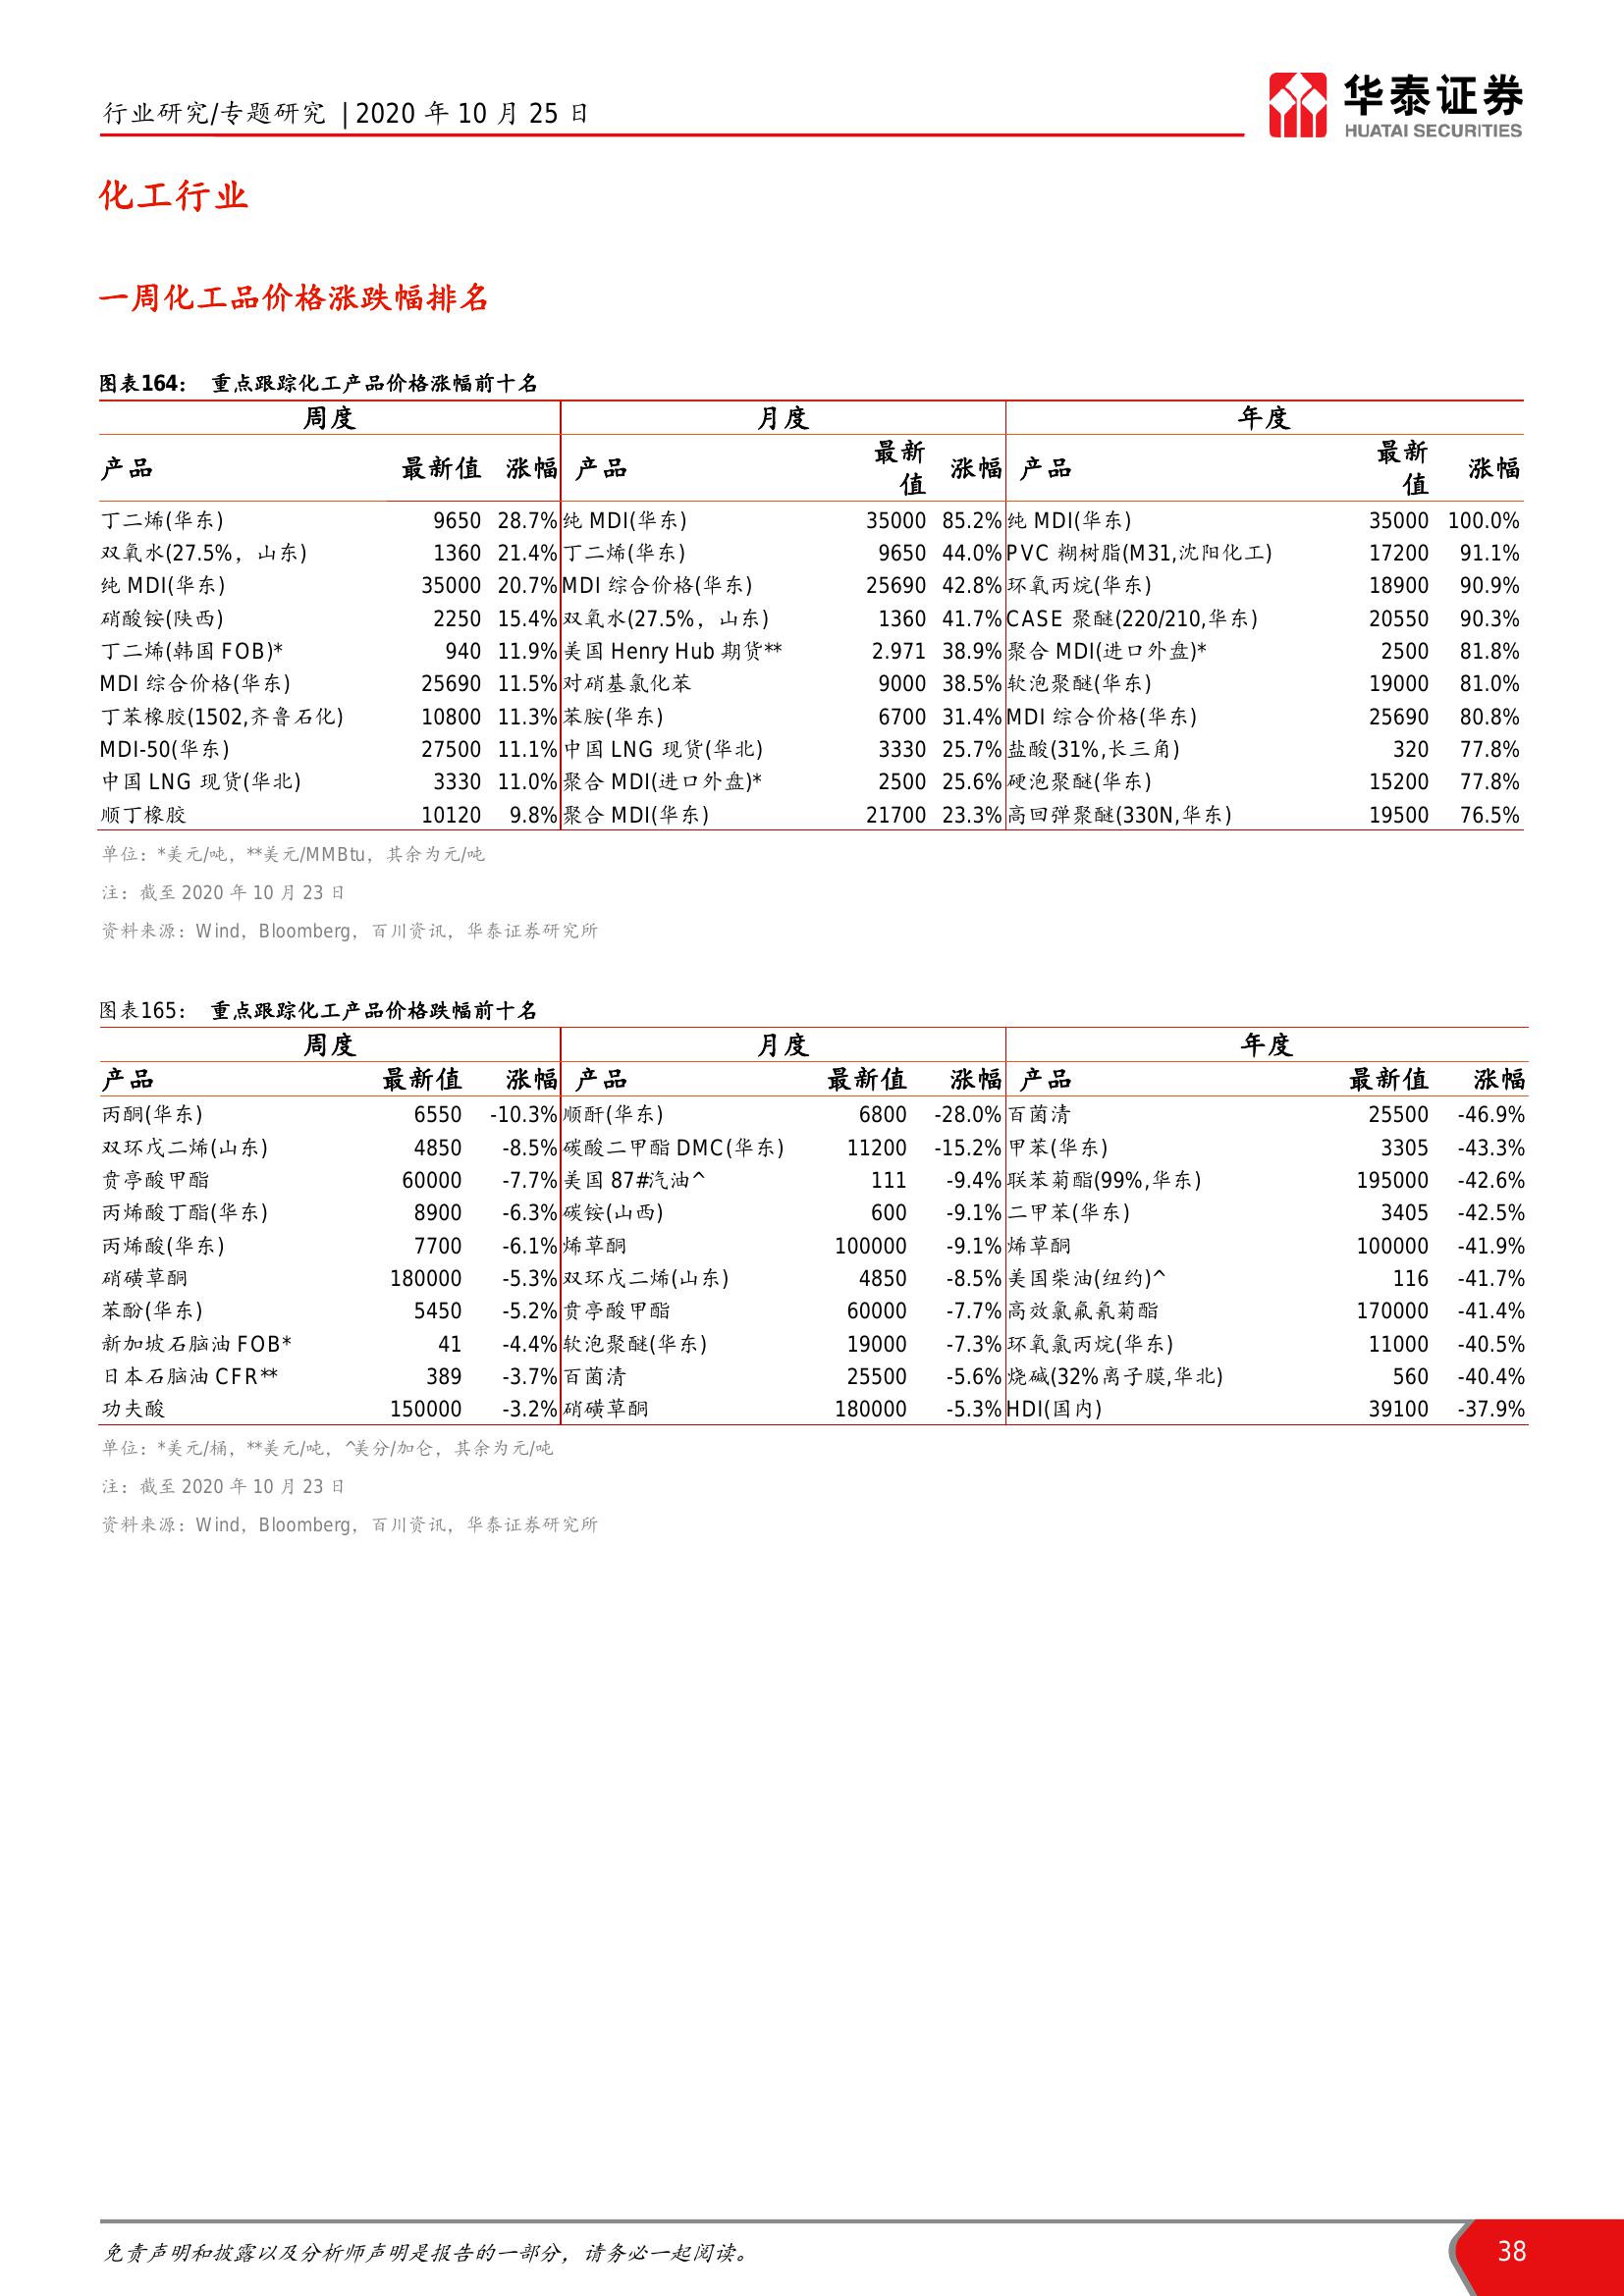 行业研究/专题研究 | 2020 年 10 月 25 日
华泰证券
HUATAI SECURITIES
化工行业
一周化工品价格涨跌幅排名
图表164： 重点跟踪化工产品价格涨幅前十名
周度 月度 年度
产品 最新值 涨幅 产品 最新值 涨幅 产品 最新值 涨幅
丁二烯(华东) 9650 28.7% 纯 MDI(华东) 35000 85.2% 纯 MDI(华东) 35000 100.0%
双氧水(27.5%，山东) 1360 21.4% 丁二烯(华东) 9650 44.0% PVC 糊树脂(M31,沈阳化工) 17200 91.1%
纯 MDI(华东) 35000 20.7% MDI 综合价格(华东) 25690 42.8% 环氧丙烷(华东) 18900 90.9%
硝酸铵(陕西) 2250 15.4% 双氧水(27.5%，山东) 1360 41.7% CASE 聚醚(220/210,华东) 20550 90.3%
丁二烯(韩国 FOB)* 940 11.9% 美国 Henry Hub 期货** 2.971 38.9% 聚合 MDI(进口外盘)* 2500 81.8%
MDI 综合价格(华东) 25690 11.5% 对硝基氯化苯 9000 38.5% 软泡聚醚(华东) 19000 81.0%
丁苯橡胶(1502,齐鲁石化) 10800 11.3% 苯胺(华东) 6700 31.4% MDI 综合价格(华东) 25690 80.8%
MDI-50(华东) 27500 11.1% 中国 LNG 现货(华北) 3330 25.7% 盐酸(31%,长三角) 320 77.8%
中国 LNG 现货(华北) 3330 11.0% 聚合 MDI(进口外盘)* 2500 25.6% 硬泡聚醚(华东) 15200 77.8%
顺丁橡胶 10120 9.8% 聚合 MDI(华东) 21700 23.3% 高回弹聚醚(330N,华东) 19500 76.5%
单位：*美元/吨，**美元/MMBtu，其余为元/吨
注：截至 2020 年 10 月 23 日
资料来源：Wind，Bloomberg，百川资讯，华泰证券研究所
图表165： 重点跟踪化工产品价格跌幅前十名
周度 月度 年度
产品 最新值 涨幅 产品 最新值 涨幅 产品 最新值 涨幅
丙酮(华东) 6550 -10.3% 顺酐(华东) 6800 -28.0% 百菌清 25500 -46.9%
双环戊二烯(山东) 4850 -8.5% 碳酸二甲酯 DMC(华东) 11200 -15.2% 甲苯(华东) 3305 -43.3%
贲亭酸甲酯 60000 -7.7% 美国 87#汽油^ 111 -9.4% 联苯菊酯(99%,华东) 195000 -42.6%
丙烯酸丁酯(华东) 8900 -6.3% 碳铵(山西) 600 -9.1% 二甲苯(华东) 3405 -42.5%
丙烯酸(华东) 7700 -6.1% 烯草酮 100000 -9.1% 烯草酮 100000 -41.9%
硝磺草酮 180000 -5.3% 双环戊二烯(山东) 4850 -8.5% 美国柴油(纽约)^ 116 -41.7%
苯酚(华东) 5450 -5.2% 贲亭酸甲酯 60000 -7.7% 高效氯氟氰菊酯 170000 -41.4%
新加坡石脑油 FOB* 41 -4.4% 软泡聚醚(华东) 19000 -7.3% 环氧氯丙烷(华东) 11000 -40.5%
日本石脑油 CFR** 389 -3.7% 百菌清 25500 -5.6% 烧碱(32%离子膜,华北) 560 -40.4%
功夫酸 150000 -3.2% 硝磺草酮 180000 -5.3% HDI(国内) 39100 -37.9%
单位：*美元/桶，**美元/吨，^美分/加仑，其余为元/吨
注：截至 2020 年 10 月 23 日
资料来源：Wind，Bloomberg，百川资讯，华泰证券研究所
免责声明和披露以及分析师声明是报告的一部分，请务必一起阅读。 38